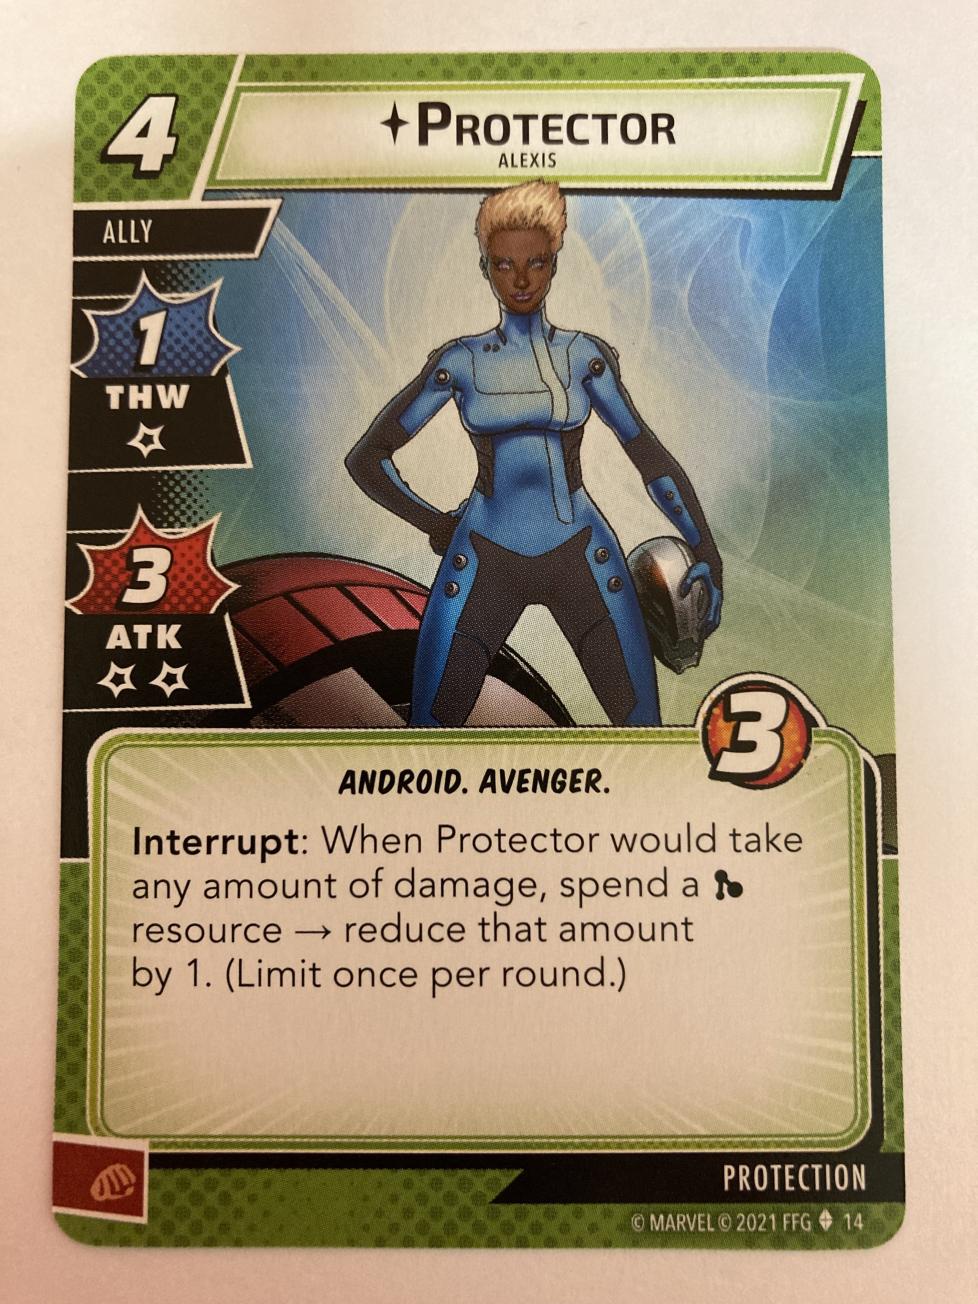 4
PROTECTOR
ALEXIS
ALLY
1
THW
3
ATK
3
ANDROID. AVENGER.
Interrupt: When Protector would take
any amount of damage, spend a
resource → reduce that amount
by 1. (Limit once per round.)
PROTECTION
© MARVEL © 2021 FFG 14